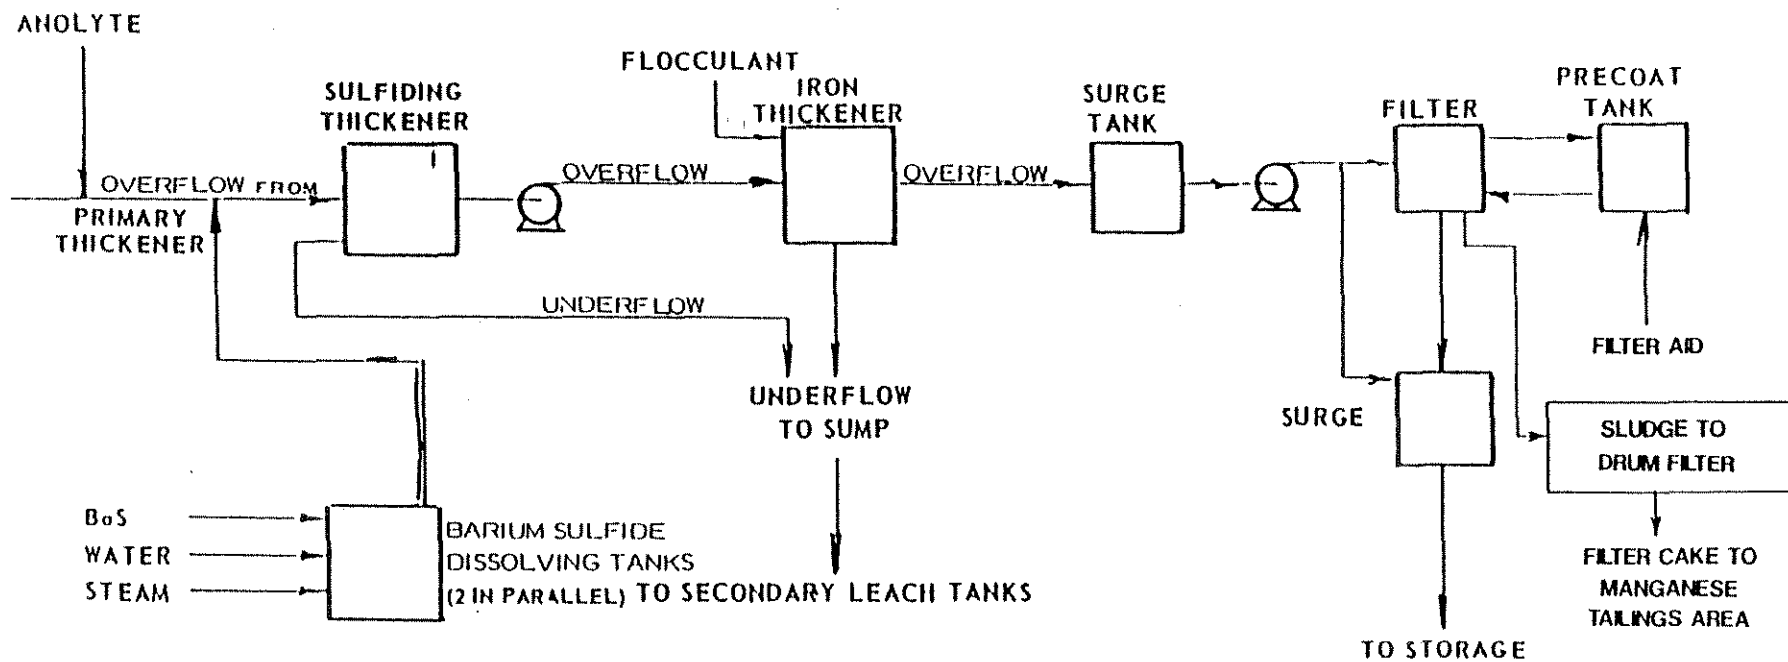 ANOLYTE
OVERFLOW FROM
PRIMARY
THICKENER
SULFIDING
THICKENER
OVERFLOW
UNDERFLOW
FLOCCULANT
IRON
THICKENER
OVERFLOW
SURGE
TANK
FILTER
PRECOAT
TANK
FILTER AID
UNDERFLOW
TO SUMP
SURGE
SLUDGE TO
DRUM FILTER
BaS
WATER
STEAM
BARIUM SULFIDE
DISSOLVING TANKS
(2 IN PARALLEL)
TO SECONDARY LEACH TANKS
FILTER CAKE TO
MANGANESE
TAILINGS AREA
TO STORAGE